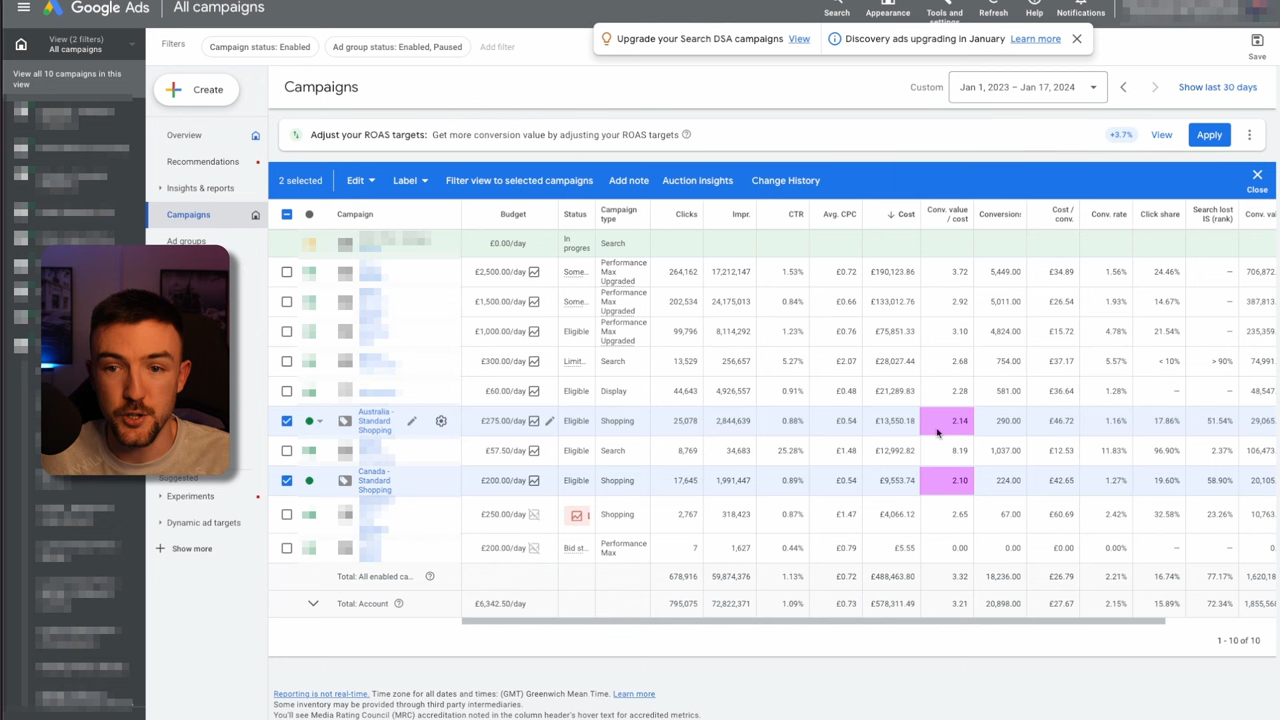 Google Ads
All campaigns
Search
Appearance
Tools and settings
Refresh
Help
Notifications
View (2 filters)
All campaigns
Filters
Campaign status: Enabled
Ad group status: Enabled, Paused
Add filter
Upgrade your Search DSA campaigns View
Discovery ads upgrading in January Learn more
Save
View all 10 campaigns in this view
Create
Campaigns
Custom
Jan 1, 2023 – Jan 17, 2024
Show last 30 days
Overview
Recommendations
Insights & reports
Campaigns
Ad groups
Suggested
Experiments
Dynamic ad targets
Show more
Adjust your ROAS targets: Get more conversion value by adjusting your ROAS targets
+3.7%
View
Apply
2 selected
Edit
Label
Filter view to selected campaigns
Add note
Auction insights
Change History
Close
Campaign Budget Status Campaign type Clicks Impr. CTR Avg. CPC Cost Conv. value / cost Conversions Cost / conv. Conv. rate Click share Search lost IS (rank) Conv. va
£0.00/day In progres Search
£2,500.00/day Some... Performance Max Upgraded 264,162 17,212,147 1.53% £0.72 £190,123.86 3.72 5,449.00 £34.89 1.56% 24.46% — 706,872
£1,500.00/day Some... Performance Max Upgraded 202,534 24,175,013 0.84% £0.66 £133,012.76 2.92 5,011.00 £26.54 1.93% 14.67% — 387,813
£1,000.00/day Eligible Performance Max Upgraded 99,796 8,114,292 1.23% £0.76 £75,851.33 3.10 4,824.00 £15.72 4.78% 21.54% — 235,359
£300.00/day Limit... Search 13,529 256,657 5.27% £2.07 £28,027.44 2.68 754.00 £37.17 5.57% < 10% > 90% 74,991
£60.00/day Eligible Display 44,643 4,926,557 0.91% £0.48 £21,289.83 2.28 581.00 £36.64 1.28% — — 48,547
Australia - Standard Shopping £275.00/day Eligible Shopping 25,078 2,844,639 0.88% £0.54 £13,550.18 2.14 290.00 £46.72 1.16% 17.86% 51.54% 29,065
£57.50/day Eligible Search 8,769 34,683 25.28% £1.48 £12,992.82 8.19 1,037.00 £12.53 11.83% 96.90% 2.37% 106,473
Canada - Standard Shopping £200.00/day Eligible Shopping 17,645 1,991,447 0.89% £0.54 £9,553.74 2.10 224.00 £42.65 1.27% 19.60% 58.90% 20,105
£250.00/day Shopping 2,767 318,423 0.87% £1.47 £4,066.12 2.65 67.00 £60.69 2.42% 32.58% 23.26% 10,763
£200.00/day Bid st... Performance Max 7 1,627 0.44% £0.79 £5.55 0.00 0.00 £0.00 0.00% — — 0
Total: All enabled ca... 678,916 59,874,376 1.13% £0.72 £488,463.80 3.32 18,236.00 £26.79 2.21% 16.74% 77.17% 1,620,18
Total: Account £6,342.50/day 795,075 72,822,371 1.09% £0.73 £578,311.49 3.21 20,898.00 £27.67 2.15% 15.89% 72.34% 1,855,56
1 - 10 of 10
Reporting is not real-time. Time zone for all dates and times: (GMT) Greenwich Mean Time. Learn more
Some inventory may be provided through third party intermediaries.
You'll see Media Rating Council (MRC) accreditation noted in the column header's hover text for accredited metrics.